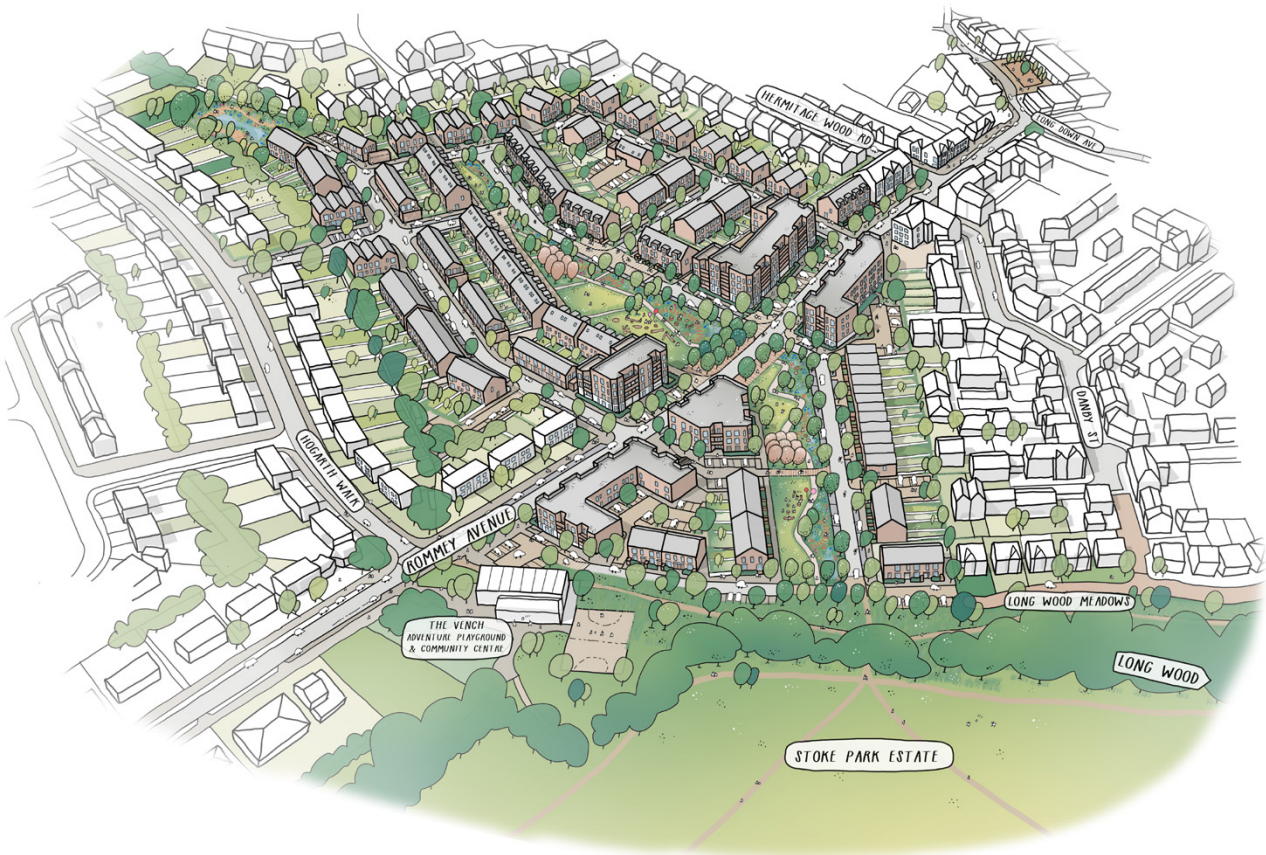 HERMITAGE WOOD RD
LONG DOWN AVE
DANBY ST
HOGARTH WALK
ROMMEY AVENUE
LONG WOOD MEADOWS
THE VENCH
ADVENTURE PLAYGROUND
& COMMUNITY CENTRE
LONG WOOD
STOKE PARK ESTATE